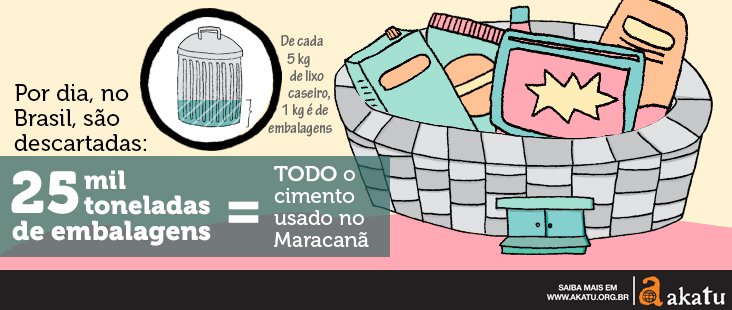 De cada
5 kg
de lixo
caseiro,
1 kg é de
embalagens
Por dia, no
Brasil, são
descartadas:
25 mil
toneladas
de embalagens
=
TODO o
cimento
usado no
Maracanã
SAIBA MAIS EM
WWW.AKATU.ORG.BR
akatu